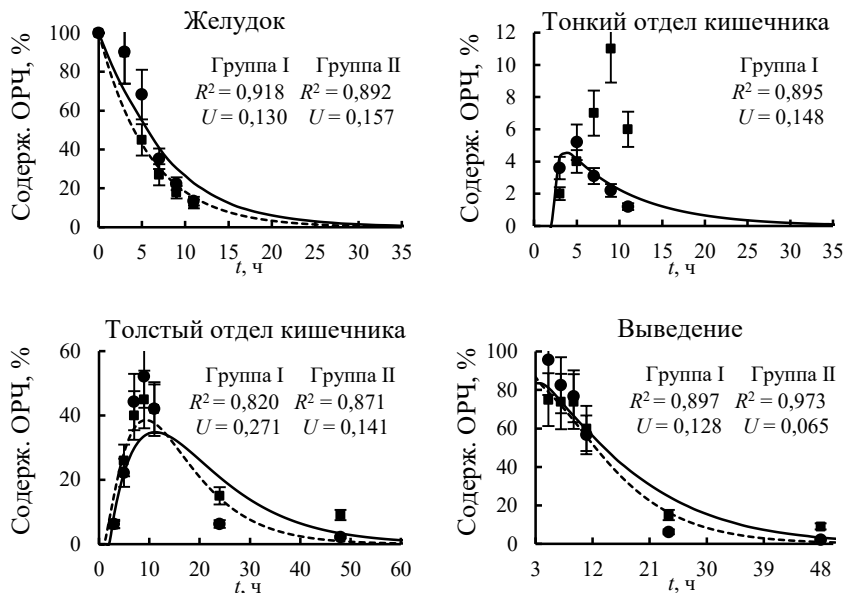 Желудок
Содерж. ОРЧ, %
100
80
60
40
20
0
Группа I Группа II
R² = 0,918 R² = 0,892
U = 0,130 U = 0,157
0 5 10 15 20 25 30 35
t, ч
Тонкий отдел кишечника
Содерж. ОРЧ, %
12
10
8
6
4
2
0
Группа I
R² = 0,895
U = 0,148
0 5 10 15 20 25 30 35
t, ч
Толстый отдел кишечника
Содерж. ОРЧ, %
60
40
20
0
Группа I Группа II
R² = 0,820 R² = 0,871
U = 0,271 U = 0,141
0 10 20 30 40 50 60
t, ч
Выведение
Содерж. ОРЧ, %
100
80
60
40
20
0
Группа I Группа II
R² = 0,897 R² = 0,973
U = 0,128 U = 0,065
3 12 21 30 39 48
t, ч